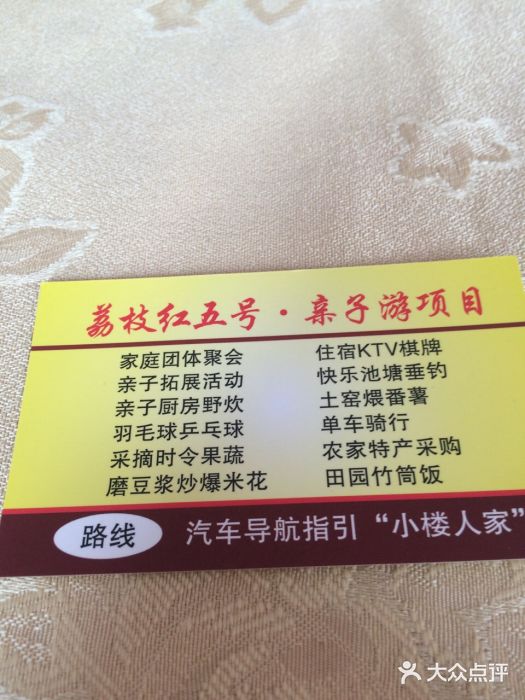 荔枝红五号·亲子游项目
家庭团体聚会
亲子拓展活动
亲子厨房野炊
羽毛球乒乓球
采摘时令果蔬
磨豆浆炒爆米花
住宿KTV棋牌
快乐池塘垂钓
土窑煨番薯
单车骑行
农家特产采购
田园竹筒饭
路线 汽车导航指引“小楼人家”
大众点评